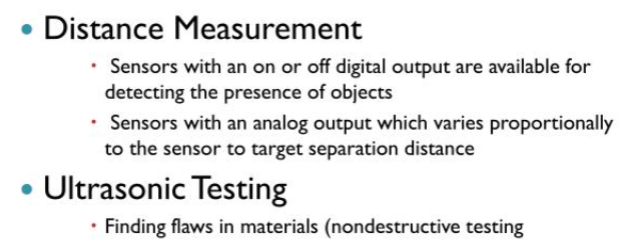 • Distance Measurement
• Sensors with an on or off digital output are available for
detecting the presence of objects
• Sensors with an analog output which varies proportionally
to the sensor to target separation distance
• Ultrasonic Testing
• Finding flaws in materials (nondestructive testing